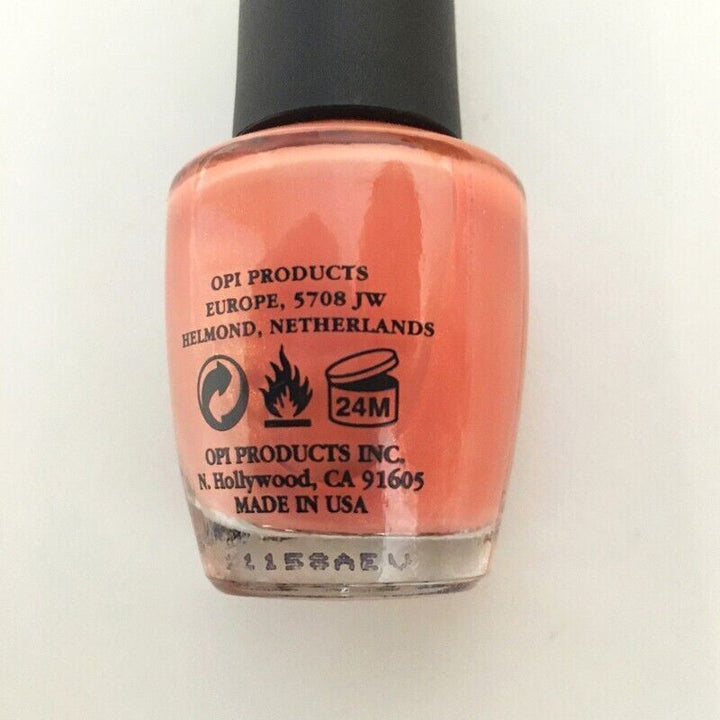 OPI PRODUCTS
EUROPE, 5708 JW
HELMOND, NETHERLANDS
24M
OPI PRODUCTS INC.
N. Hollywood, CA 91605
MADE IN USA